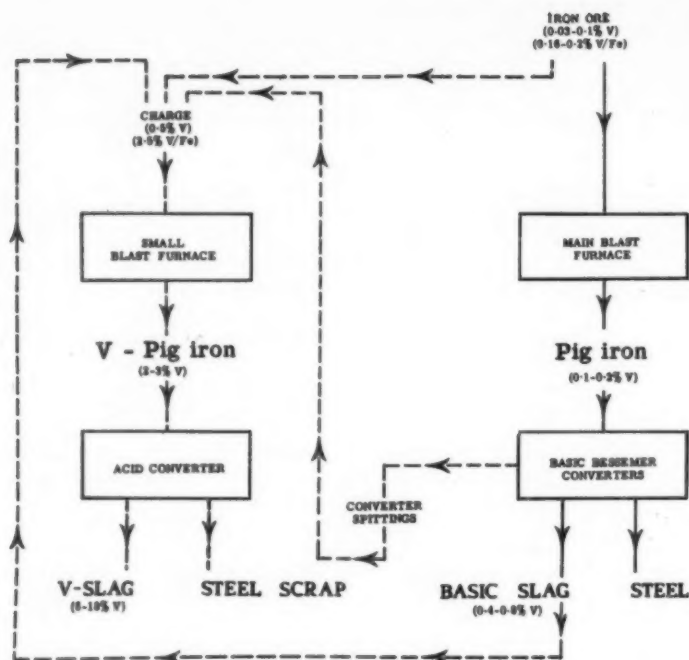 IRON ORE
(0·03-0·1% V)
(0·16-0·2% V/Fe)
CHARGE
(0·5% V)
(2·5% V/Fe)
SMALL
BLAST FURNACE
MAIN BLAST
FURNACE
V - Pig iron
(2-3% V)
Pig iron
(0·1-0·2% V)
ACID CONVERTER
BASIC BESSEMER
CONVERTERS
CONVERTER
SPITTINGS
V-SLAG
STEEL SCRAP
BASIC SLAG
(0·4-0·8% V)
STEEL